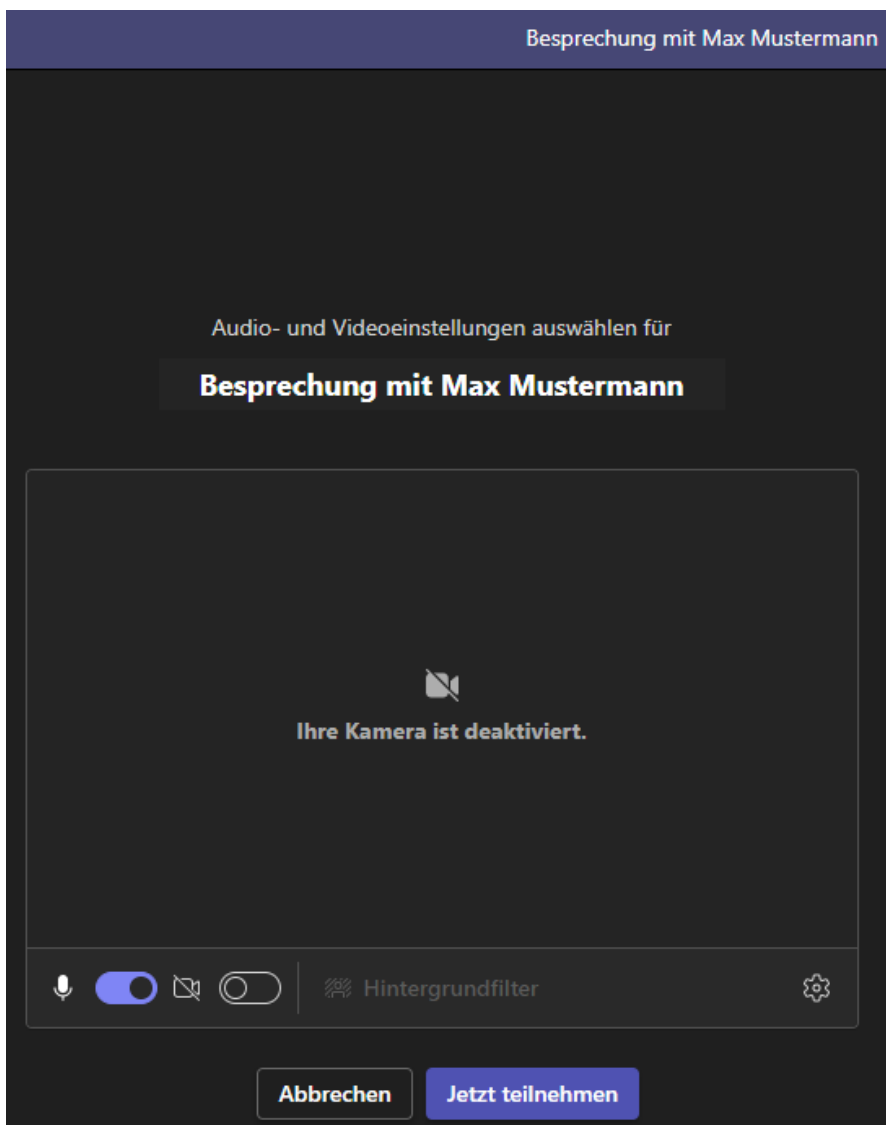 Besprechung mit Max Mustermann
Audio- und Videoeinstellungen auswählen für
Besprechung mit Max Mustermann
Ihre Kamera ist deaktiviert.
Hintergrundfilter
Abbrechen
Jetzt teilnehmen